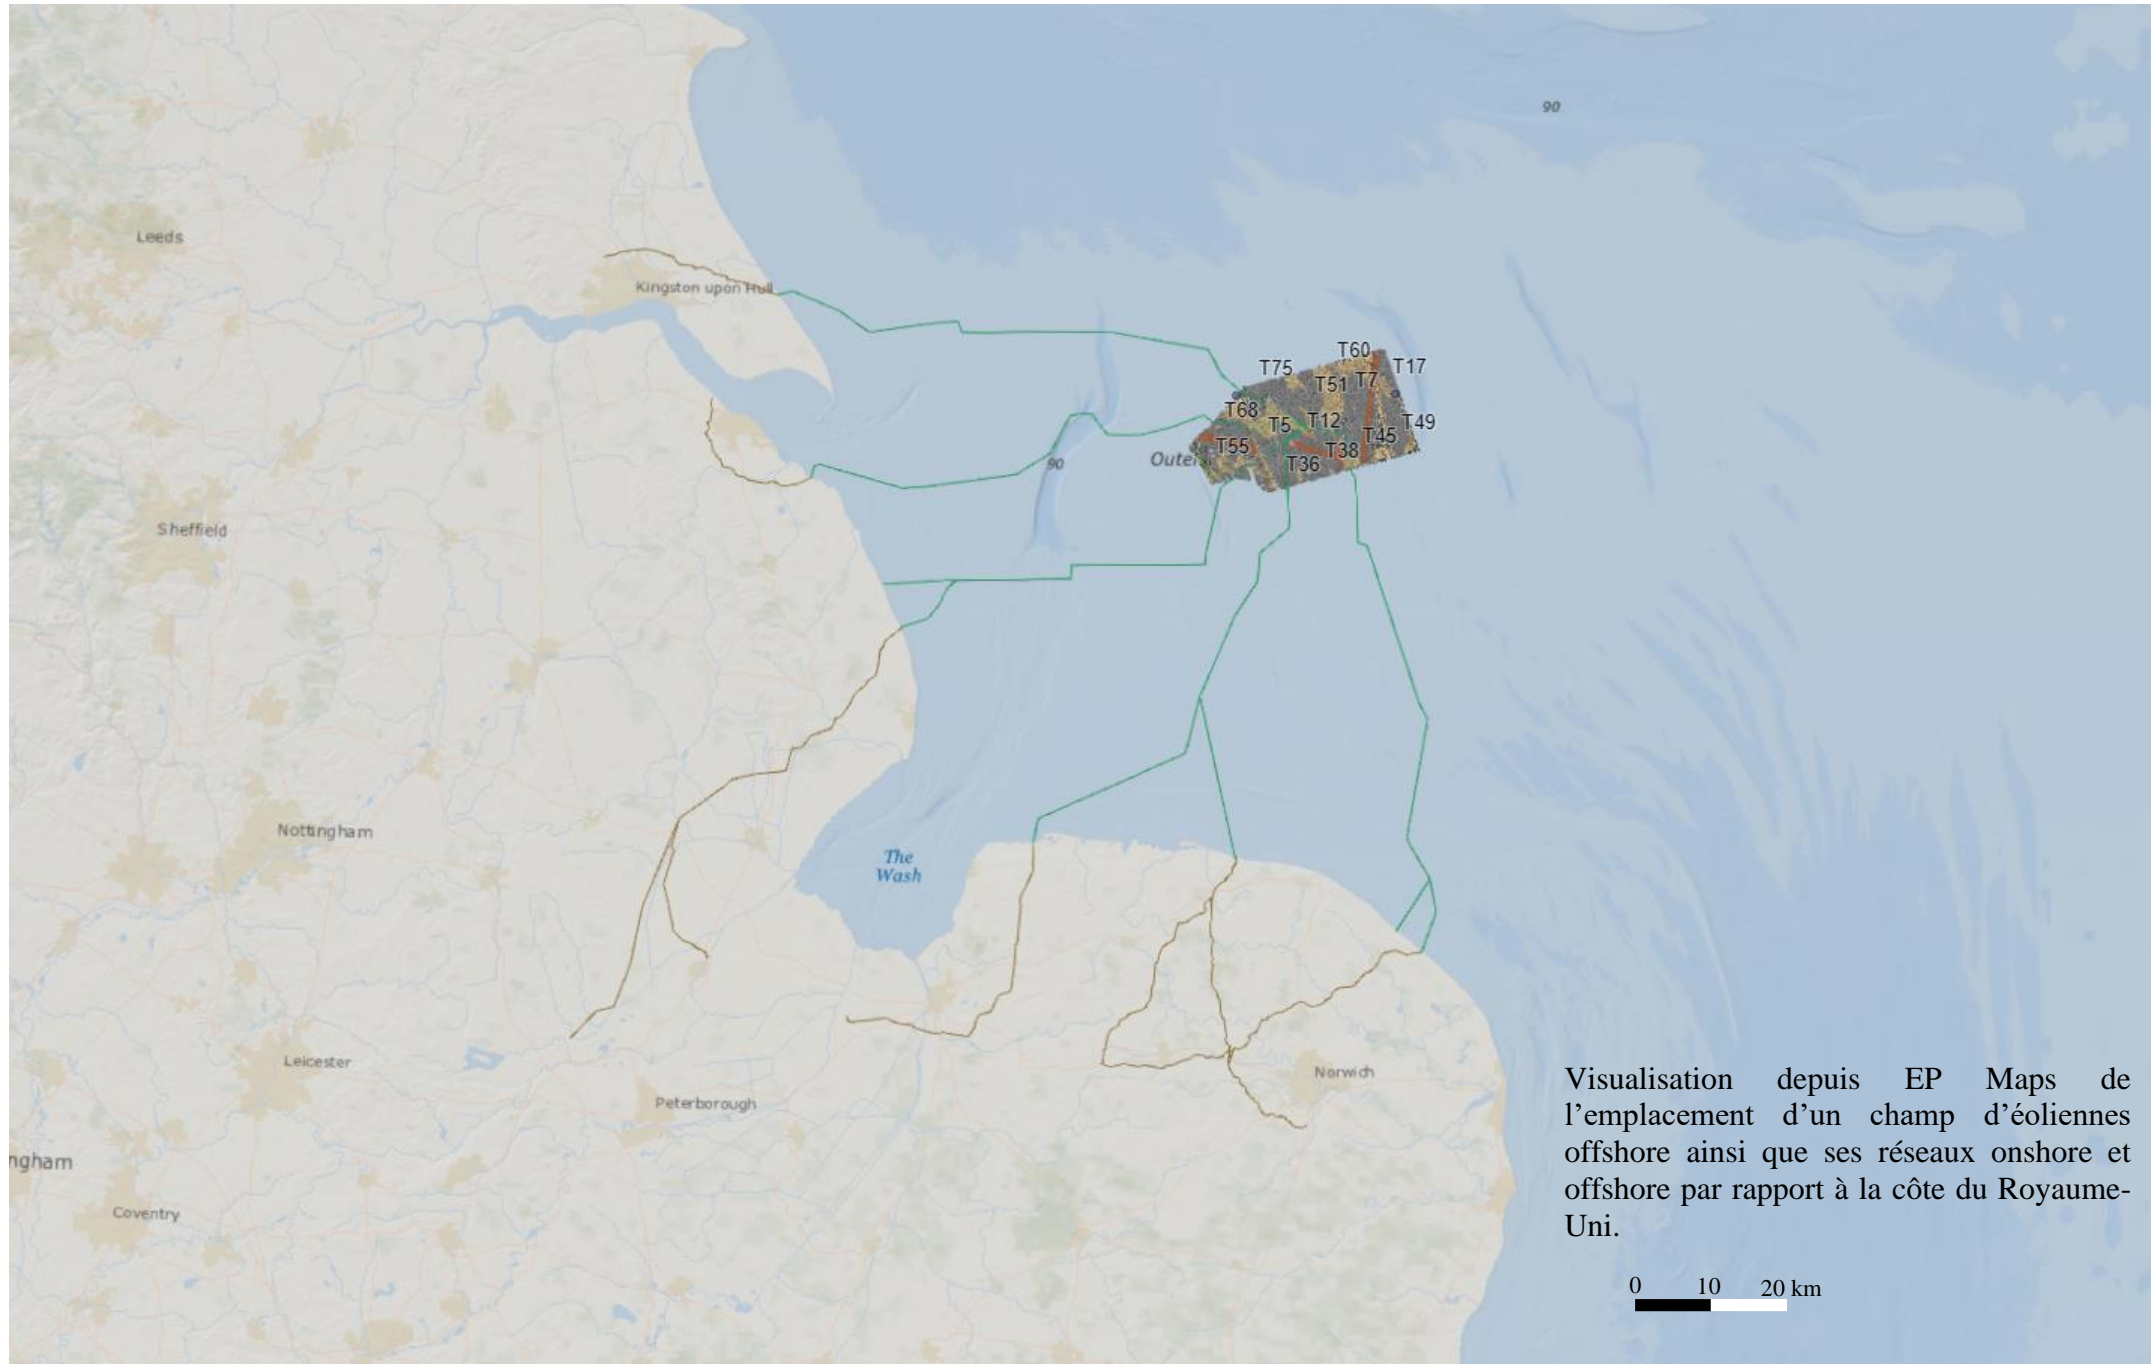 90
Leeds
Kingston upon Hull
T60
T75
T17
T51
T7
T68
T5
T12
T49
T45
T55
T38
Outer
T36
90
Sheffield
Nottingham
The
Wash
Leicester
Norwich
Peterborough
ngham
Coventry
Visualisation depuis EP Maps de
l’emplacement d’un champ d’éoliennes
offshore ainsi que ses réseaux onshore et
offshore par rapport à la côte du Royaume-
Uni.
0 10 20 km